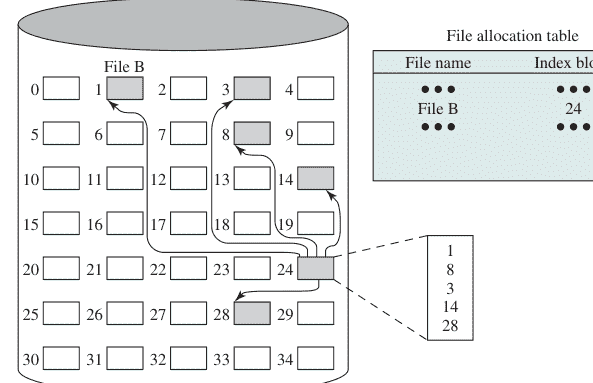 File allocation table
File name Index blo
File B
0 1 2 3 4
File B 24
5 6 7 8 9
10 11 12 13 14
15 16 17 18 19
20 21 22 23 24
1
8
3
14
28
25 26 27 28 29
30 31 32 33 34